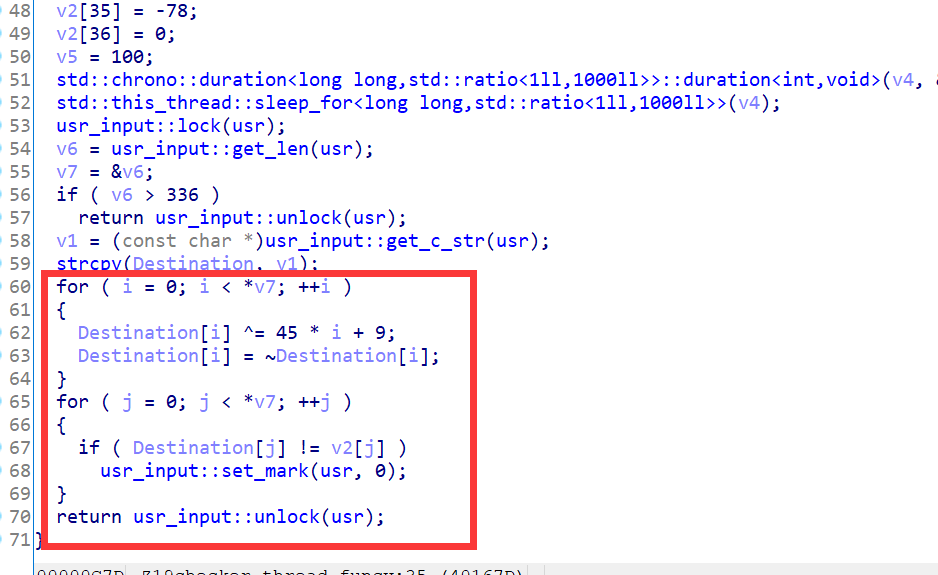 48 v2[35] = -78;
49 v2[36] = 0;
50 v5 = 100;
51 std::chrono::duration<long long,std::ratio<1ll,1000ll>>::duration<int,void>(v4,
52 std::this_thread::sleep_for<long long,std::ratio<1ll,1000ll>>(v4);
53 usr_input::lock(usr);
54 v6 = usr_input::get_len(usr);
55 v7 = &v6;
56 if ( v6 > 336 )
57 return usr_input::unlock(usr);
58 v1 = (const char *)usr_input::get_c_str(usr);
59 strcpy(Destination, v1);
60 for ( i = 0; i < *v7; ++i )
61 {
62 Destination[i] ^= 45 * i + 9;
63 Destination[i] = ~Destination[i];
64 }
65 for ( j = 0; j < *v7; ++j )
66 {
67 if ( Destination[j] != v2[j] )
68 usr_input::set_mark(usr, 0);
69 }
70 return usr_input::unlock(usr);
71 }